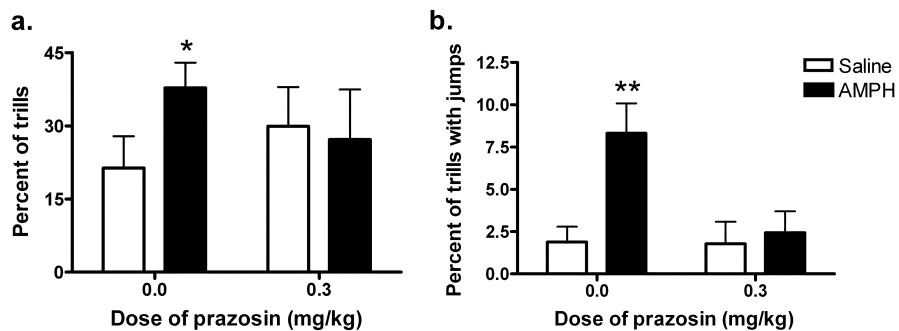 a.
Percent of trills
45
30
15
0
*
0.0
0.3
Dose of prazosin (mg/kg)
b.
Percent of trills with jumps
12.5
10.0
7.5
5.0
2.5
0.0
**
0.0
0.3
Dose of prazosin (mg/kg)
Saline
AMPH